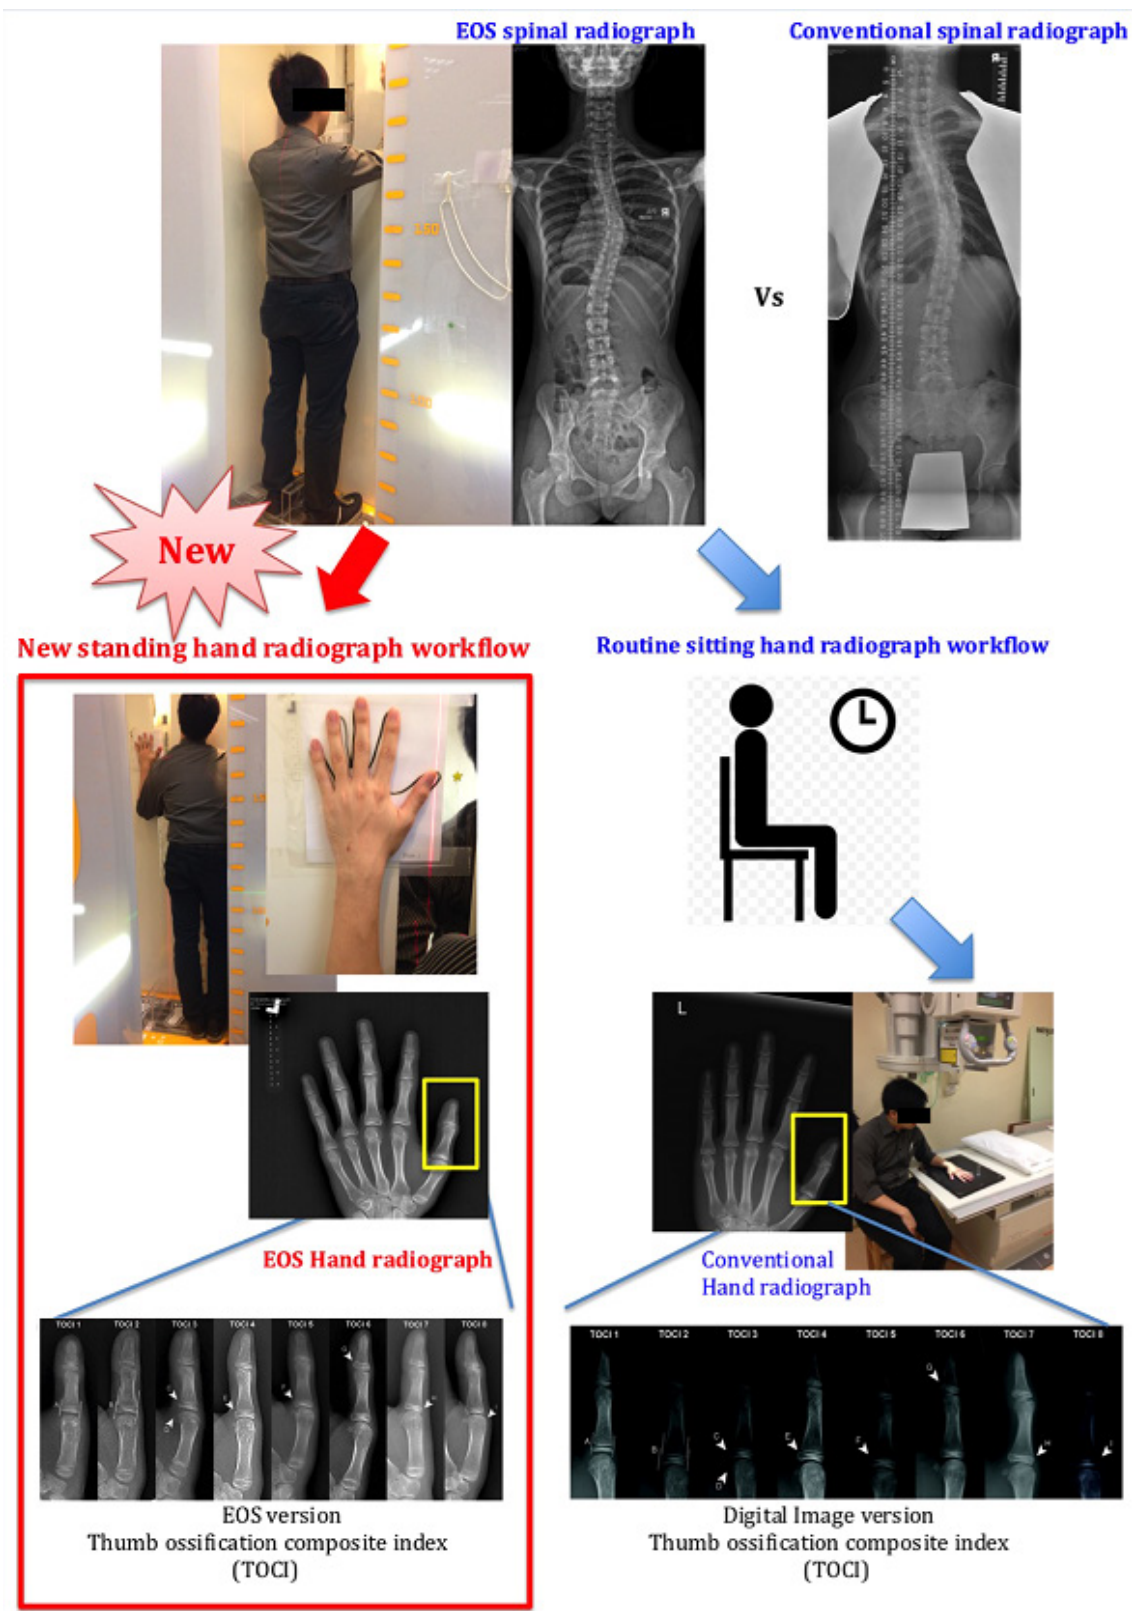 EOS spinal radiograph
Conventional spinal radiograph
150
Vs
New
New standing hand radiograph workflow
Routine sitting hand radiograph workflow
L
EOS Hand radiograph
Conventional
Hand radiograph
TOCI 1
TOCI 2
TOCI 3
TOCI 4
TOCI 5
TOCI 6
TOCI 7
TOCI 8
EOS version
Thumb ossification composite index
(TOCI)
TOCI 1
TOCI 2
TOCI 3
TOCI 4
TOCI 5
TOCI 6
TOCI 7
TOCI 8
A
B
C
D
E
F
G
H
I
Digital Image version
Thumb ossification composite index
(TOCI)